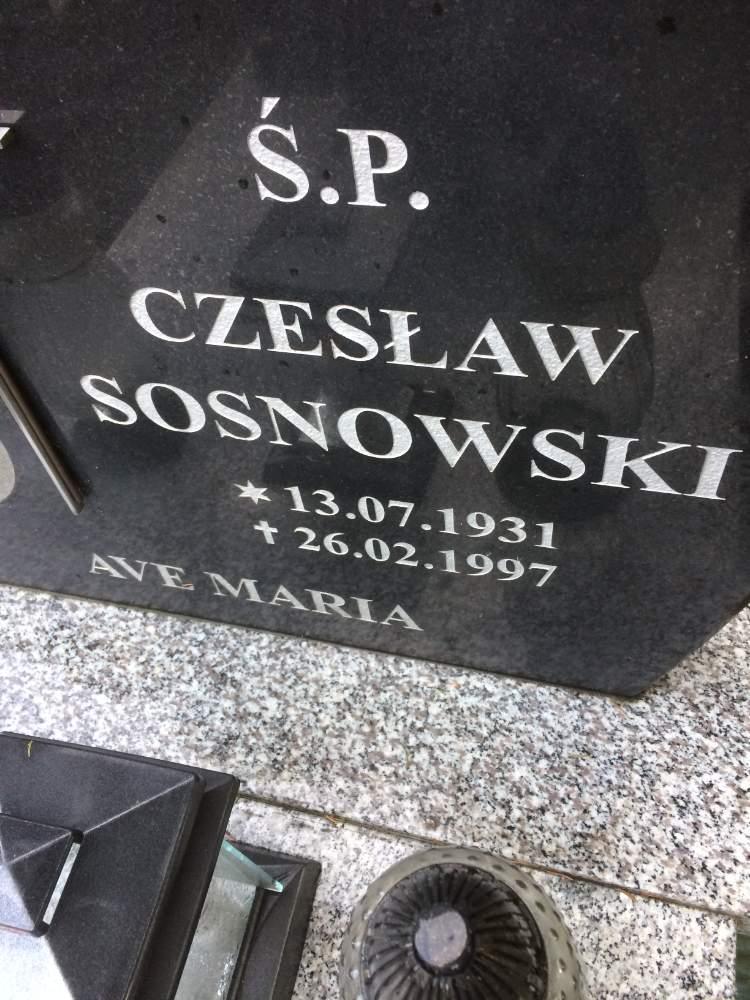 Ś.P.
CZESŁAW
SOSNOWSKI
✶ 13.07.1931
✝ 26.02.1997
AVE MARIA